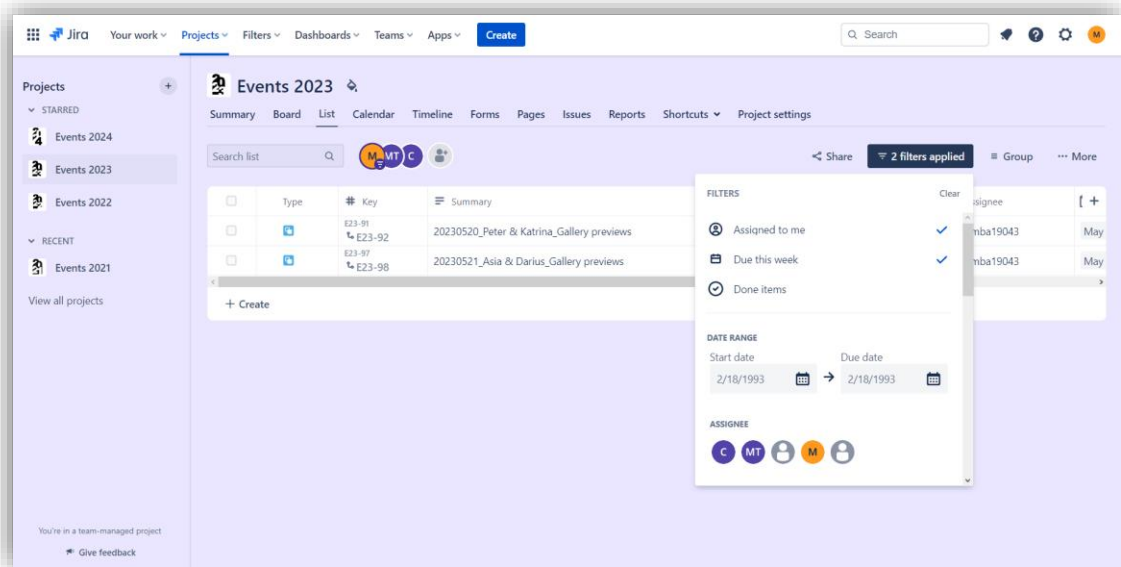 Jira Your work Projects Filters Dashboards Teams Apps Create Search M
Projects
STARRED
Events 2024
Events 2023
Events 2022
RECENT
Events 2021
View all projects
You're in a team-managed project
Give feedback
Events 2023
Summary Board List Calendar Timeline Forms Pages Issues Reports Shortcuts Project settings
Search list M MT C Share 2 filters applied Group More
Type # Key Summary
E23-91
E23-92 20230520_Peter & Katrina_Gallery previews mba19043 May
E23-97
E23-98 20230521_Asia & Darius_Gallery previews mba19043 May
+ Create
FILTERS Clear
Assigned to me
Due this week
Done items
DATE RANGE
Start date Due date
2/18/1993 → 2/18/1993
ASSIGNEE
C MT M